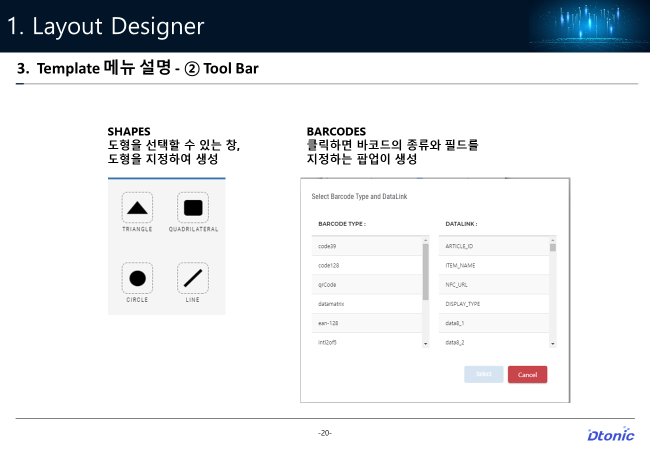 1. Layout Designer
3. Template 메뉴 설명 - ② Tool Bar
SHAPES
도형을 선택할 수 있는 창,
도형을 지정하여 생성
TRIANGLE
QUADRILATERAL
CIRCLE
LINE
BARCODES
클릭하면 바코드의 종류와 필드를
지정하는 팝업이 생성
Select Barcode Type and DataLink
BARCODE TYPE :
code39
code128
qrCode
datamatrix
ean-128
intl2of5
DATALINK :
ARTICLE_ID
ITEM_NAME
NFC_URL
DISPLAY_TYPE
data8_1
data8_2
Select
Cancel
-20-
Dtonic